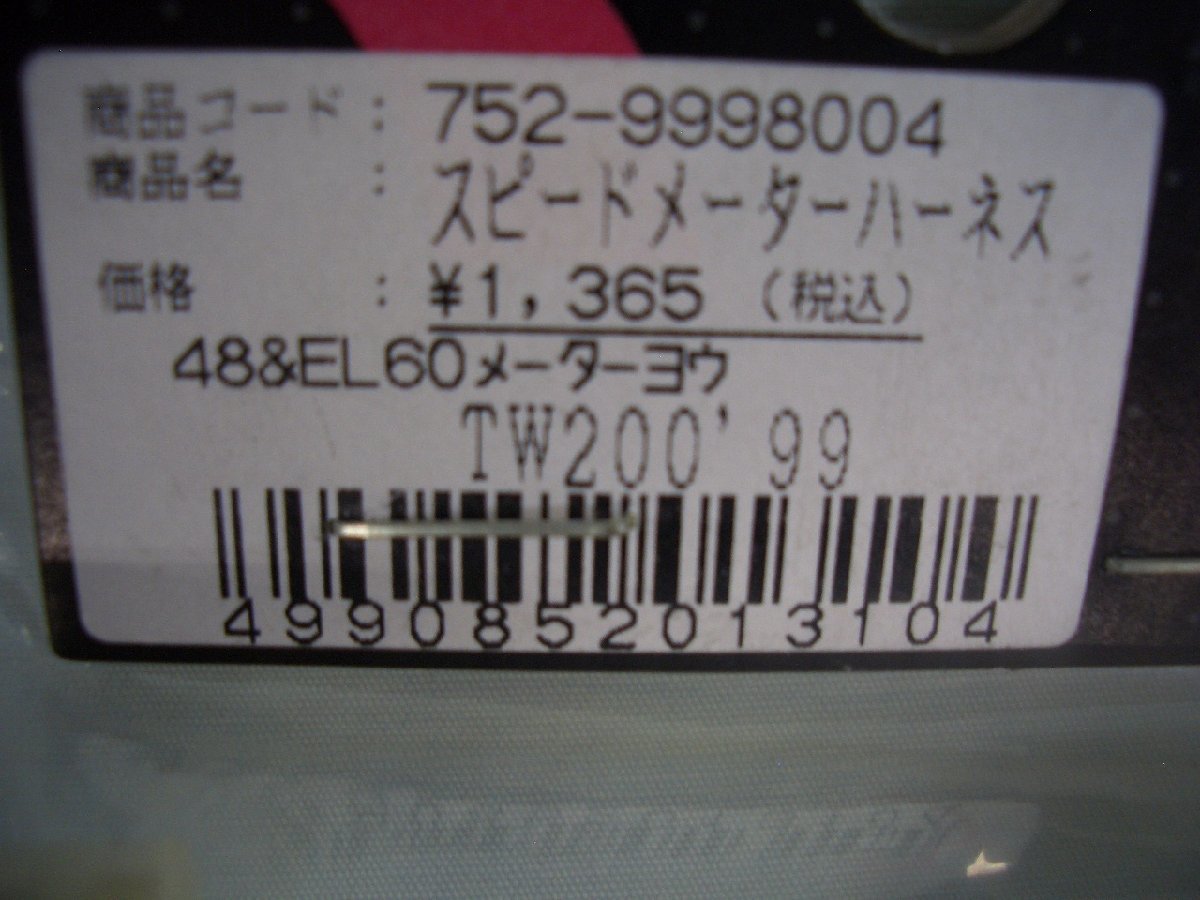 商品コード : 752-9998004
商品名 : スピードメーターハーネス
価格 : ¥1,365 (税込)
48&EL60メーターヨウ
TW200'99
4990852013104